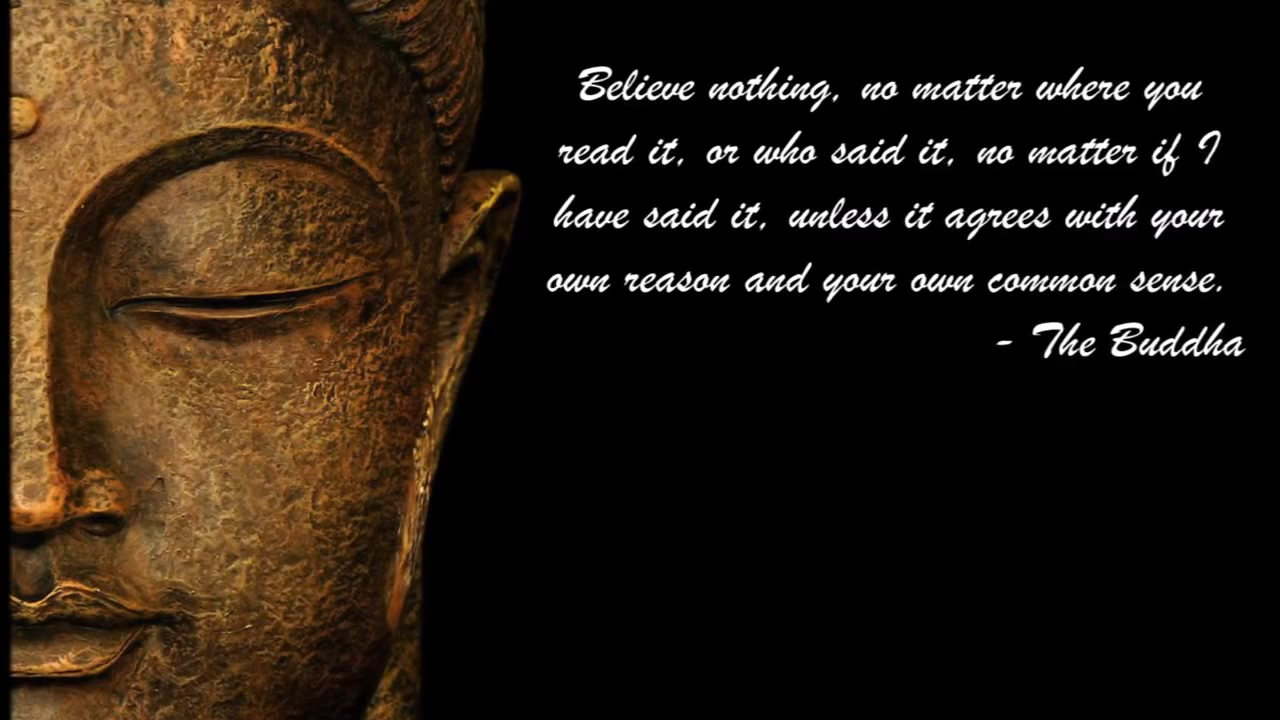 Believe nothing, no matter where you
read it, or who said it, no matter if I
have said it, unless it agrees with your
own reason and your own common sense.
- The Buddha